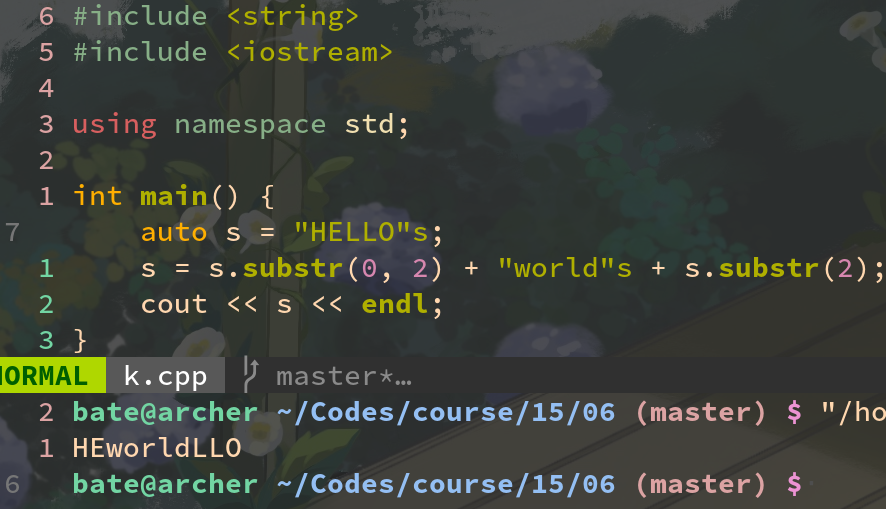 6 #include <string>
5 #include <iostream>
4
3 using namespace std;
2
1 int main() {
7 auto s = "HELLO"s;
1 s = s.substr(0, 2) + "world"s + s.substr(2);
2 cout << s << endl;
3 }
ORMAL k.cpp master*…
2 bate@archer ~/Codes/course/15/06 (master) $ "/ho
1 HEworldLLO
6 bate@archer ~/Codes/course/15/06 (master) $